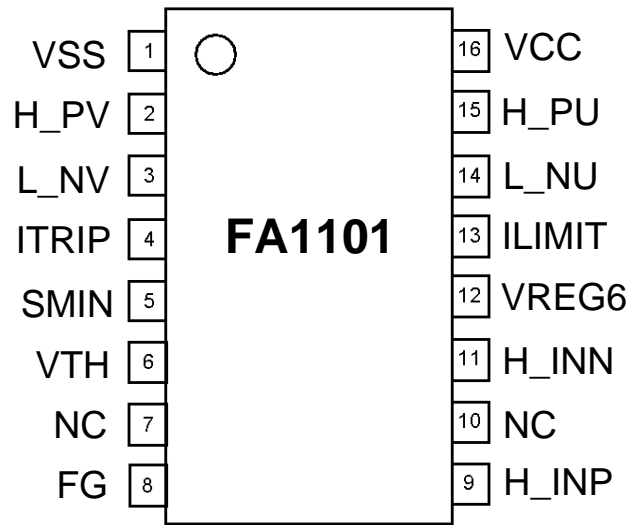 VSS 1 16 VCC
H_PV 2 15 H_PU
L_NV 3 14 L_NU
ITRIP 4 FA1101 13 ILIMIT
SMIN 5 12 VREG6
VTH 6 11 H_INN
NC 7 10 NC
FG 8 9 H_INP